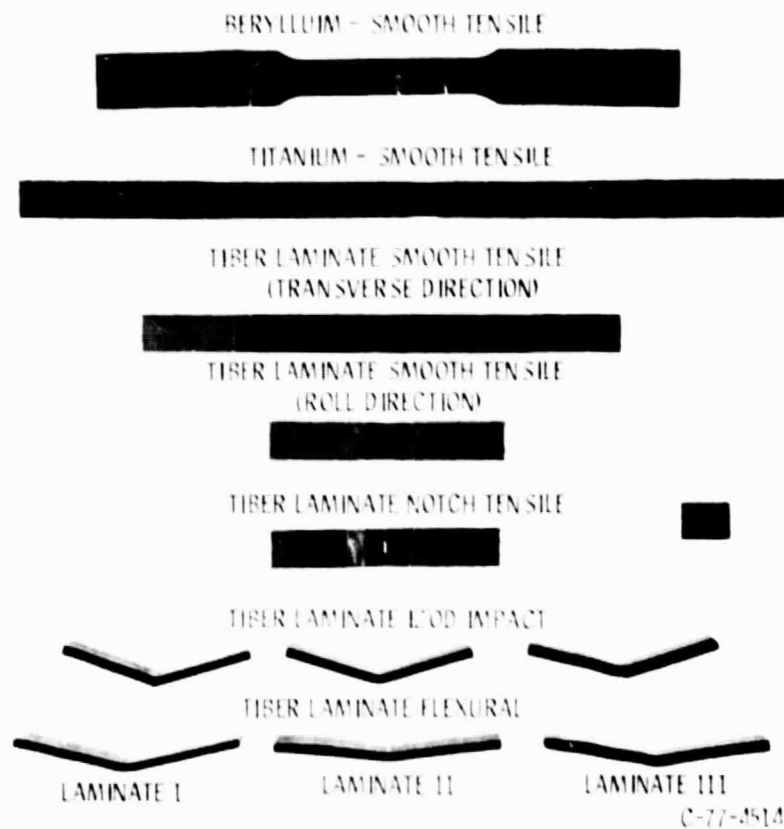 BERYLLUIM - SMOOTH TENSILE
TITANIUM - SMOOTH TENSILE
TIBER LAMINATE SMOOTH TENSILE
(TRANSVERSE DIRECTION)
TIBER LAMINATE SMOOTH TENSILE
(ROLL DIRECTION)
TIBER LAMINATE NOTCH TENSILE
TIBER LAMINATE IZOD IMPACT
TIBER LAMINATE FLEXURAL
LAMINATE I LAMINATE II LAMINATE III
C-77-4514